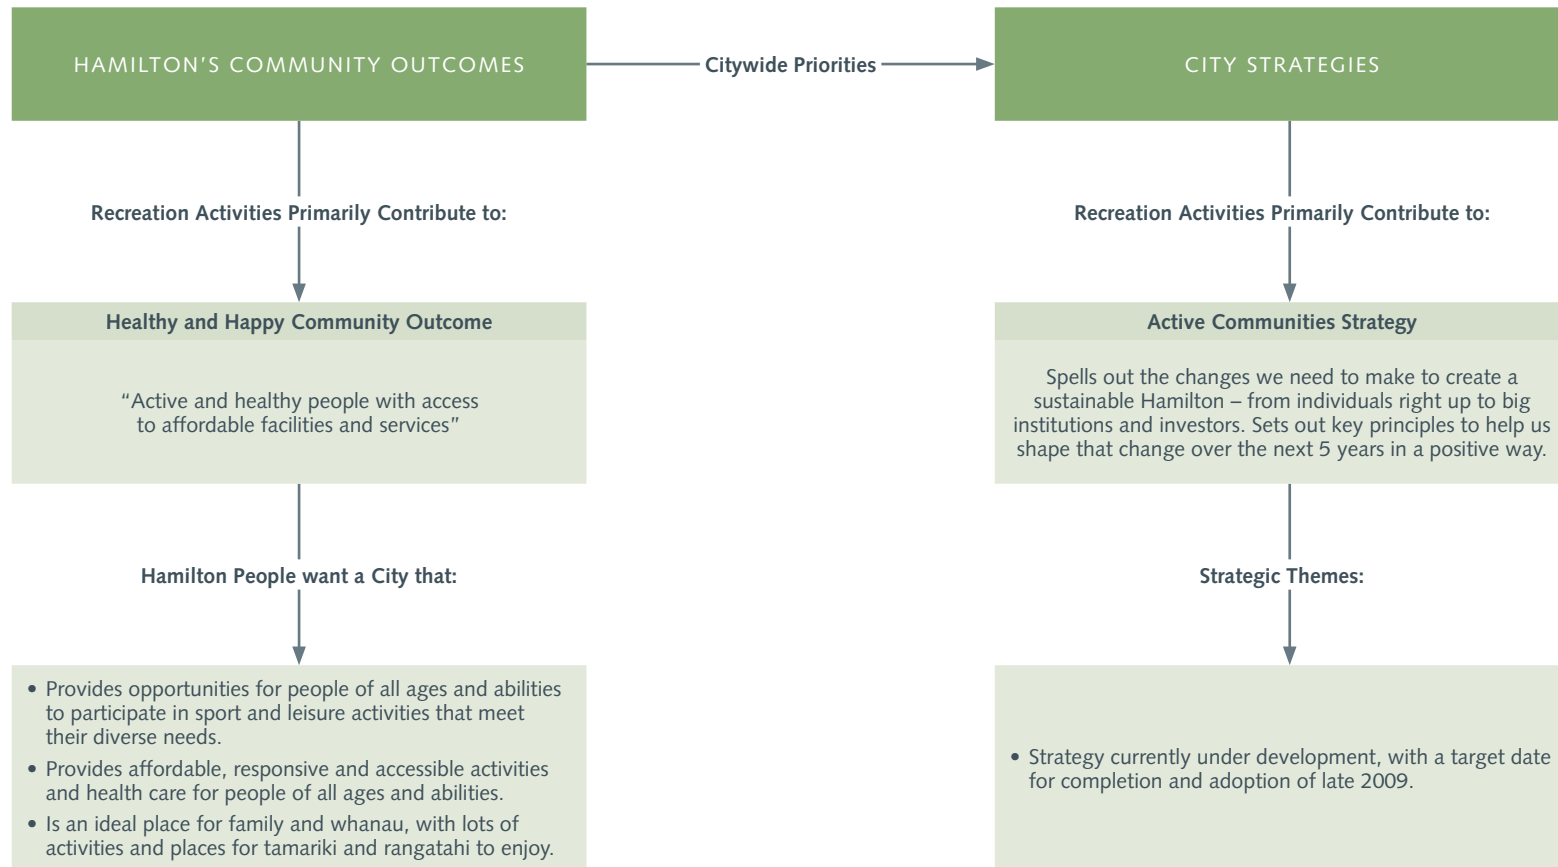 HAMILTON'S COMMUNITY OUTCOMES
Citywide Priorities
CITY STRATEGIES
Recreation Activities Primarily Contribute to:
Recreation Activities Primarily Contribute to:
Healthy and Happy Community Outcome
“Active and healthy people with access
to affordable facilities and services”
Active Communities Strategy
Spells out the changes we need to make to create a
sustainable Hamilton – from individuals right up to big
institutions and investors. Sets out key principles to help us
shape that change over the next 5 years in a positive way.
Hamilton People want a City that:
Strategic Themes:
• Provides opportunities for people of all ages and abilities
to participate in sport and leisure activities that meet
their diverse needs.
• Provides affordable, responsive and accessible activities
and health care for people of all ages and abilities.
• Is an ideal place for family and whanau, with lots of
activities and places for tamariki and rangatahi to enjoy.
• Strategy currently under development, with a target date
for completion and adoption of late 2009.